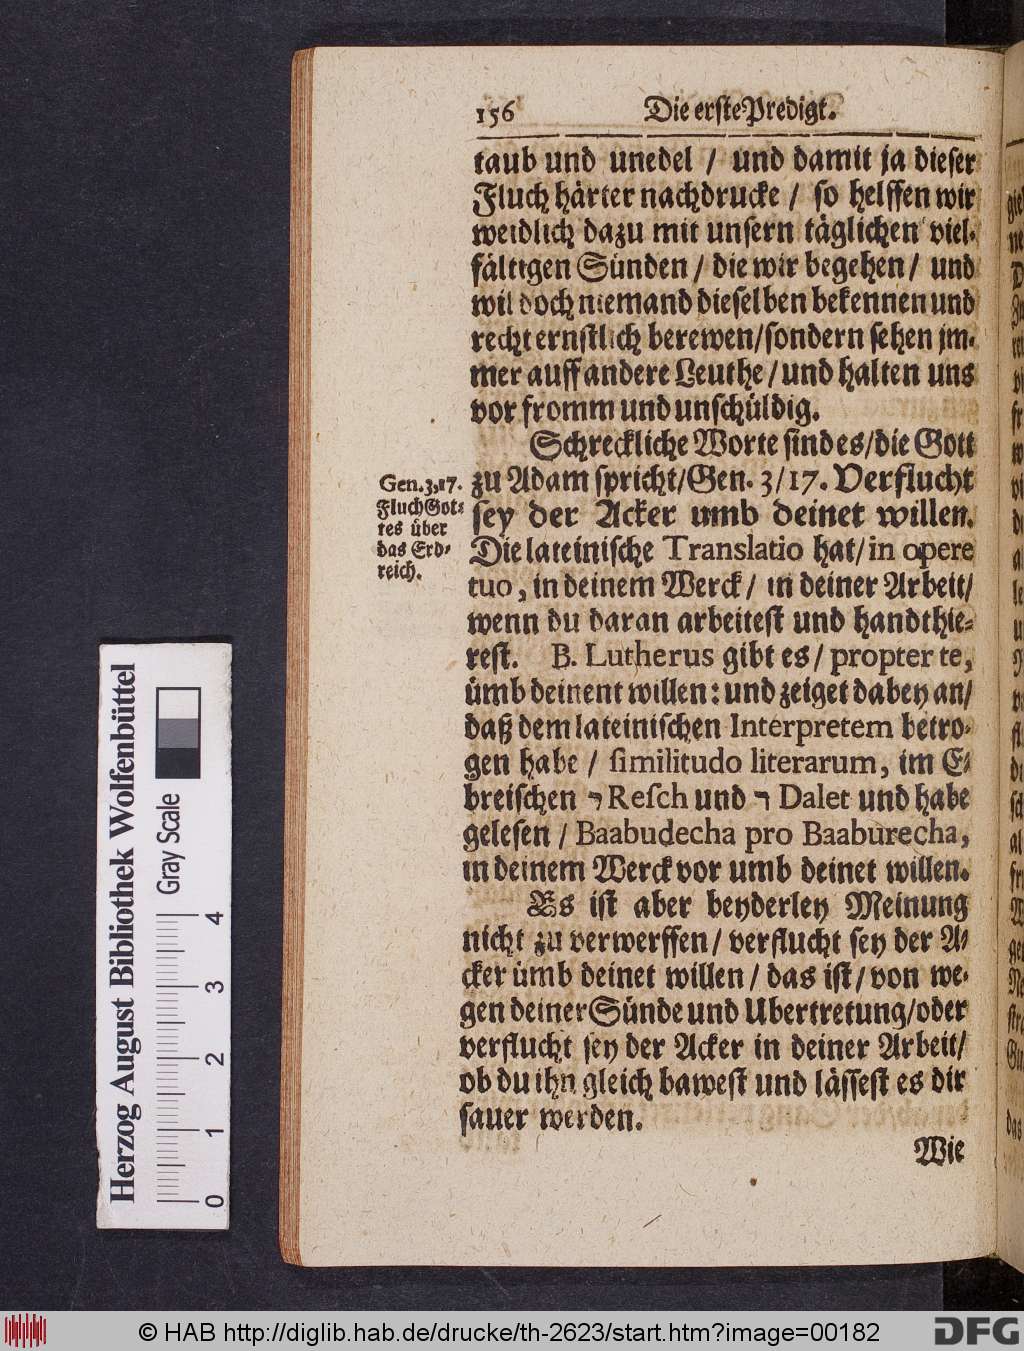 156 Die erste Predigt.
taub und unedel / und damit ja dieser
Fluch härter nachdrucke / so helffen wir
weidlich dazu mit unsern täglichen viel-
fältigen Sünden / die wir begehen / und
wil doch niemand dieselben bekennen und
recht ernstlich berewen/sondern sehen im-
mer auff andere Leuthe / und halten uns
vor fromm und unschüldig.
Schreckliche Worte sind es/die Gott
zu Adam spricht/Gen. 3/17. Verflucht
sey der Acker umb deinet willen.
Die lateinische Translatio hat/ in opere
tuo, in deinem Werck / in deiner Arbeit/
wenn du daran arbeitest und handthie-
rest. B. Lutherus gibt es / propter te,
ümb deinent willen: und zeiget dabey an/
daß dem lateinischen Interpretem betro-
gen habe / similitudo literarum, im E-
breischen ר Resch und ד Dalet und habe
gelesen / Baabudecha pro Baaburecha,
in deinem Werck vor umb deinet willen.
Es ist aber beyderley Meinung
nicht zu verwerffen / verflucht sey der A-
cker ümb deinet willen / das ist / von we-
gen deiner Sünde und Ubertretung/oder
verflucht sey der Acker in deiner Arbeit/
ob du ihn gleich bawest und lässest es dir
sauer werden.
Wie
Gen. 3,17.
Fluch Got-
tes über
das Erd-
reich.
Herzog August Bibliothek Wolfenbüttel
Gray Scale
0 1 2 3 4
© HAB http://diglib.hab.de/drucke/th-2623/start.htm?image=00182
DFG